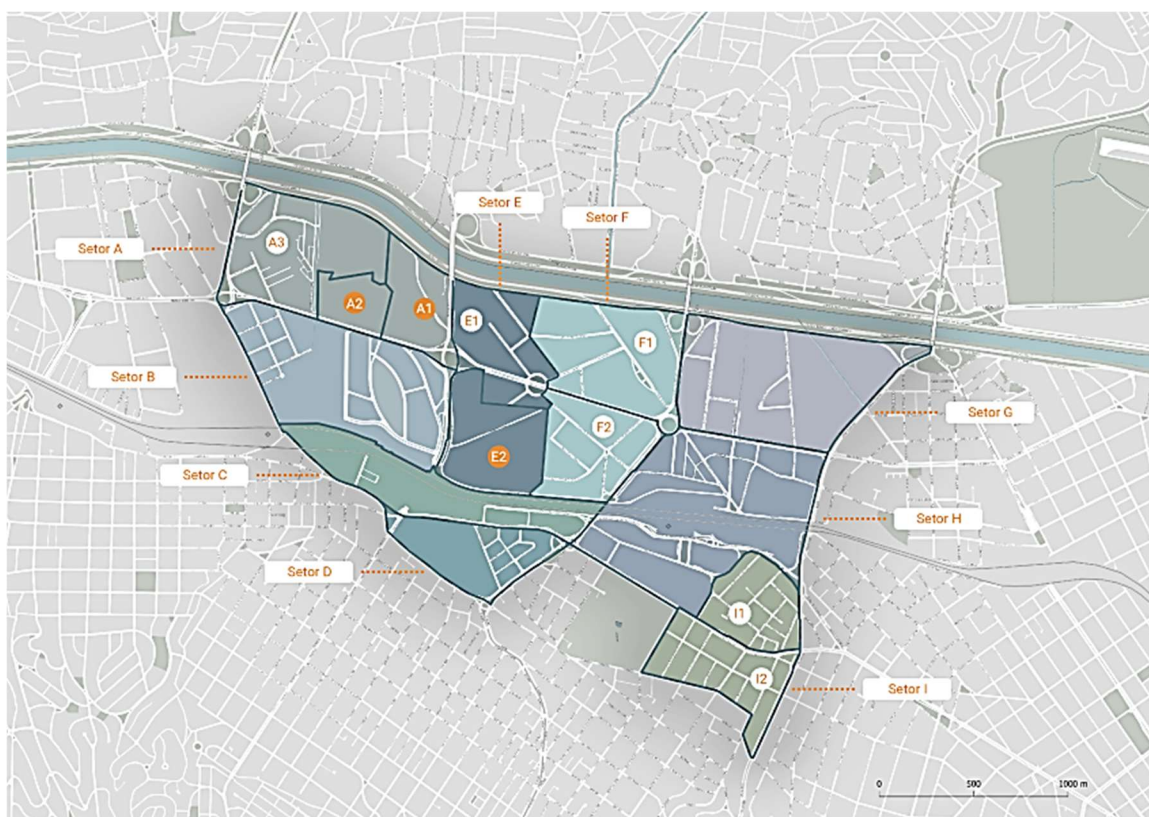 Setor E
Setor F
Setor A
A3
A2
A1
E1
F1
Setor B
Setor G
F2
E2
Setor C
Setor H
Setor D
I1
I2
Setor I
0
500
1000 m